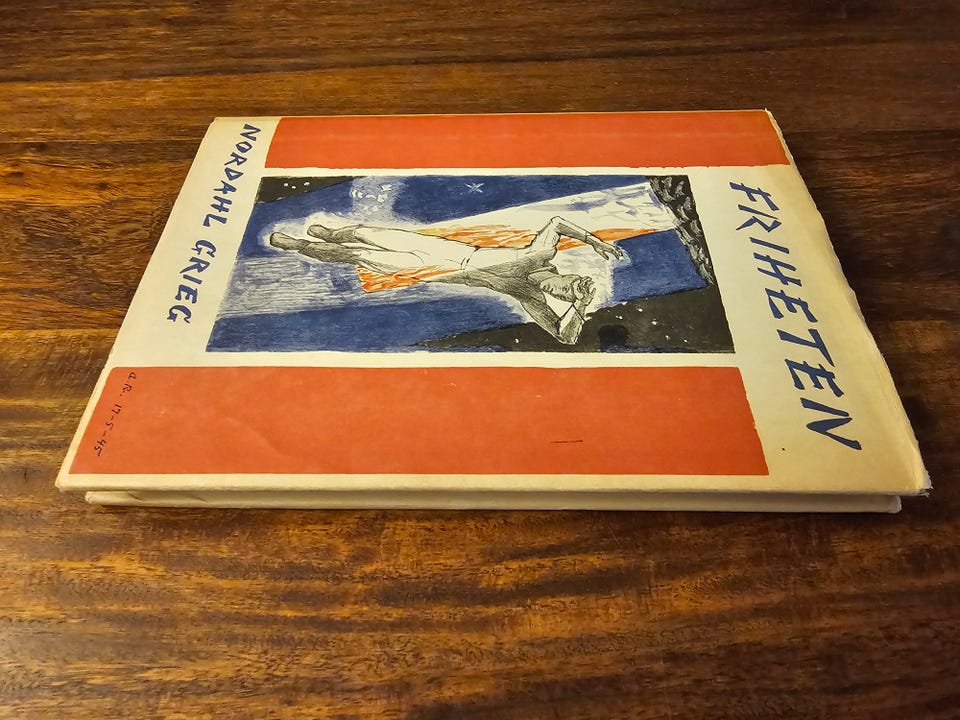 FRIHETEN
NORDAHL GRIEG
A.R. 17-5-45